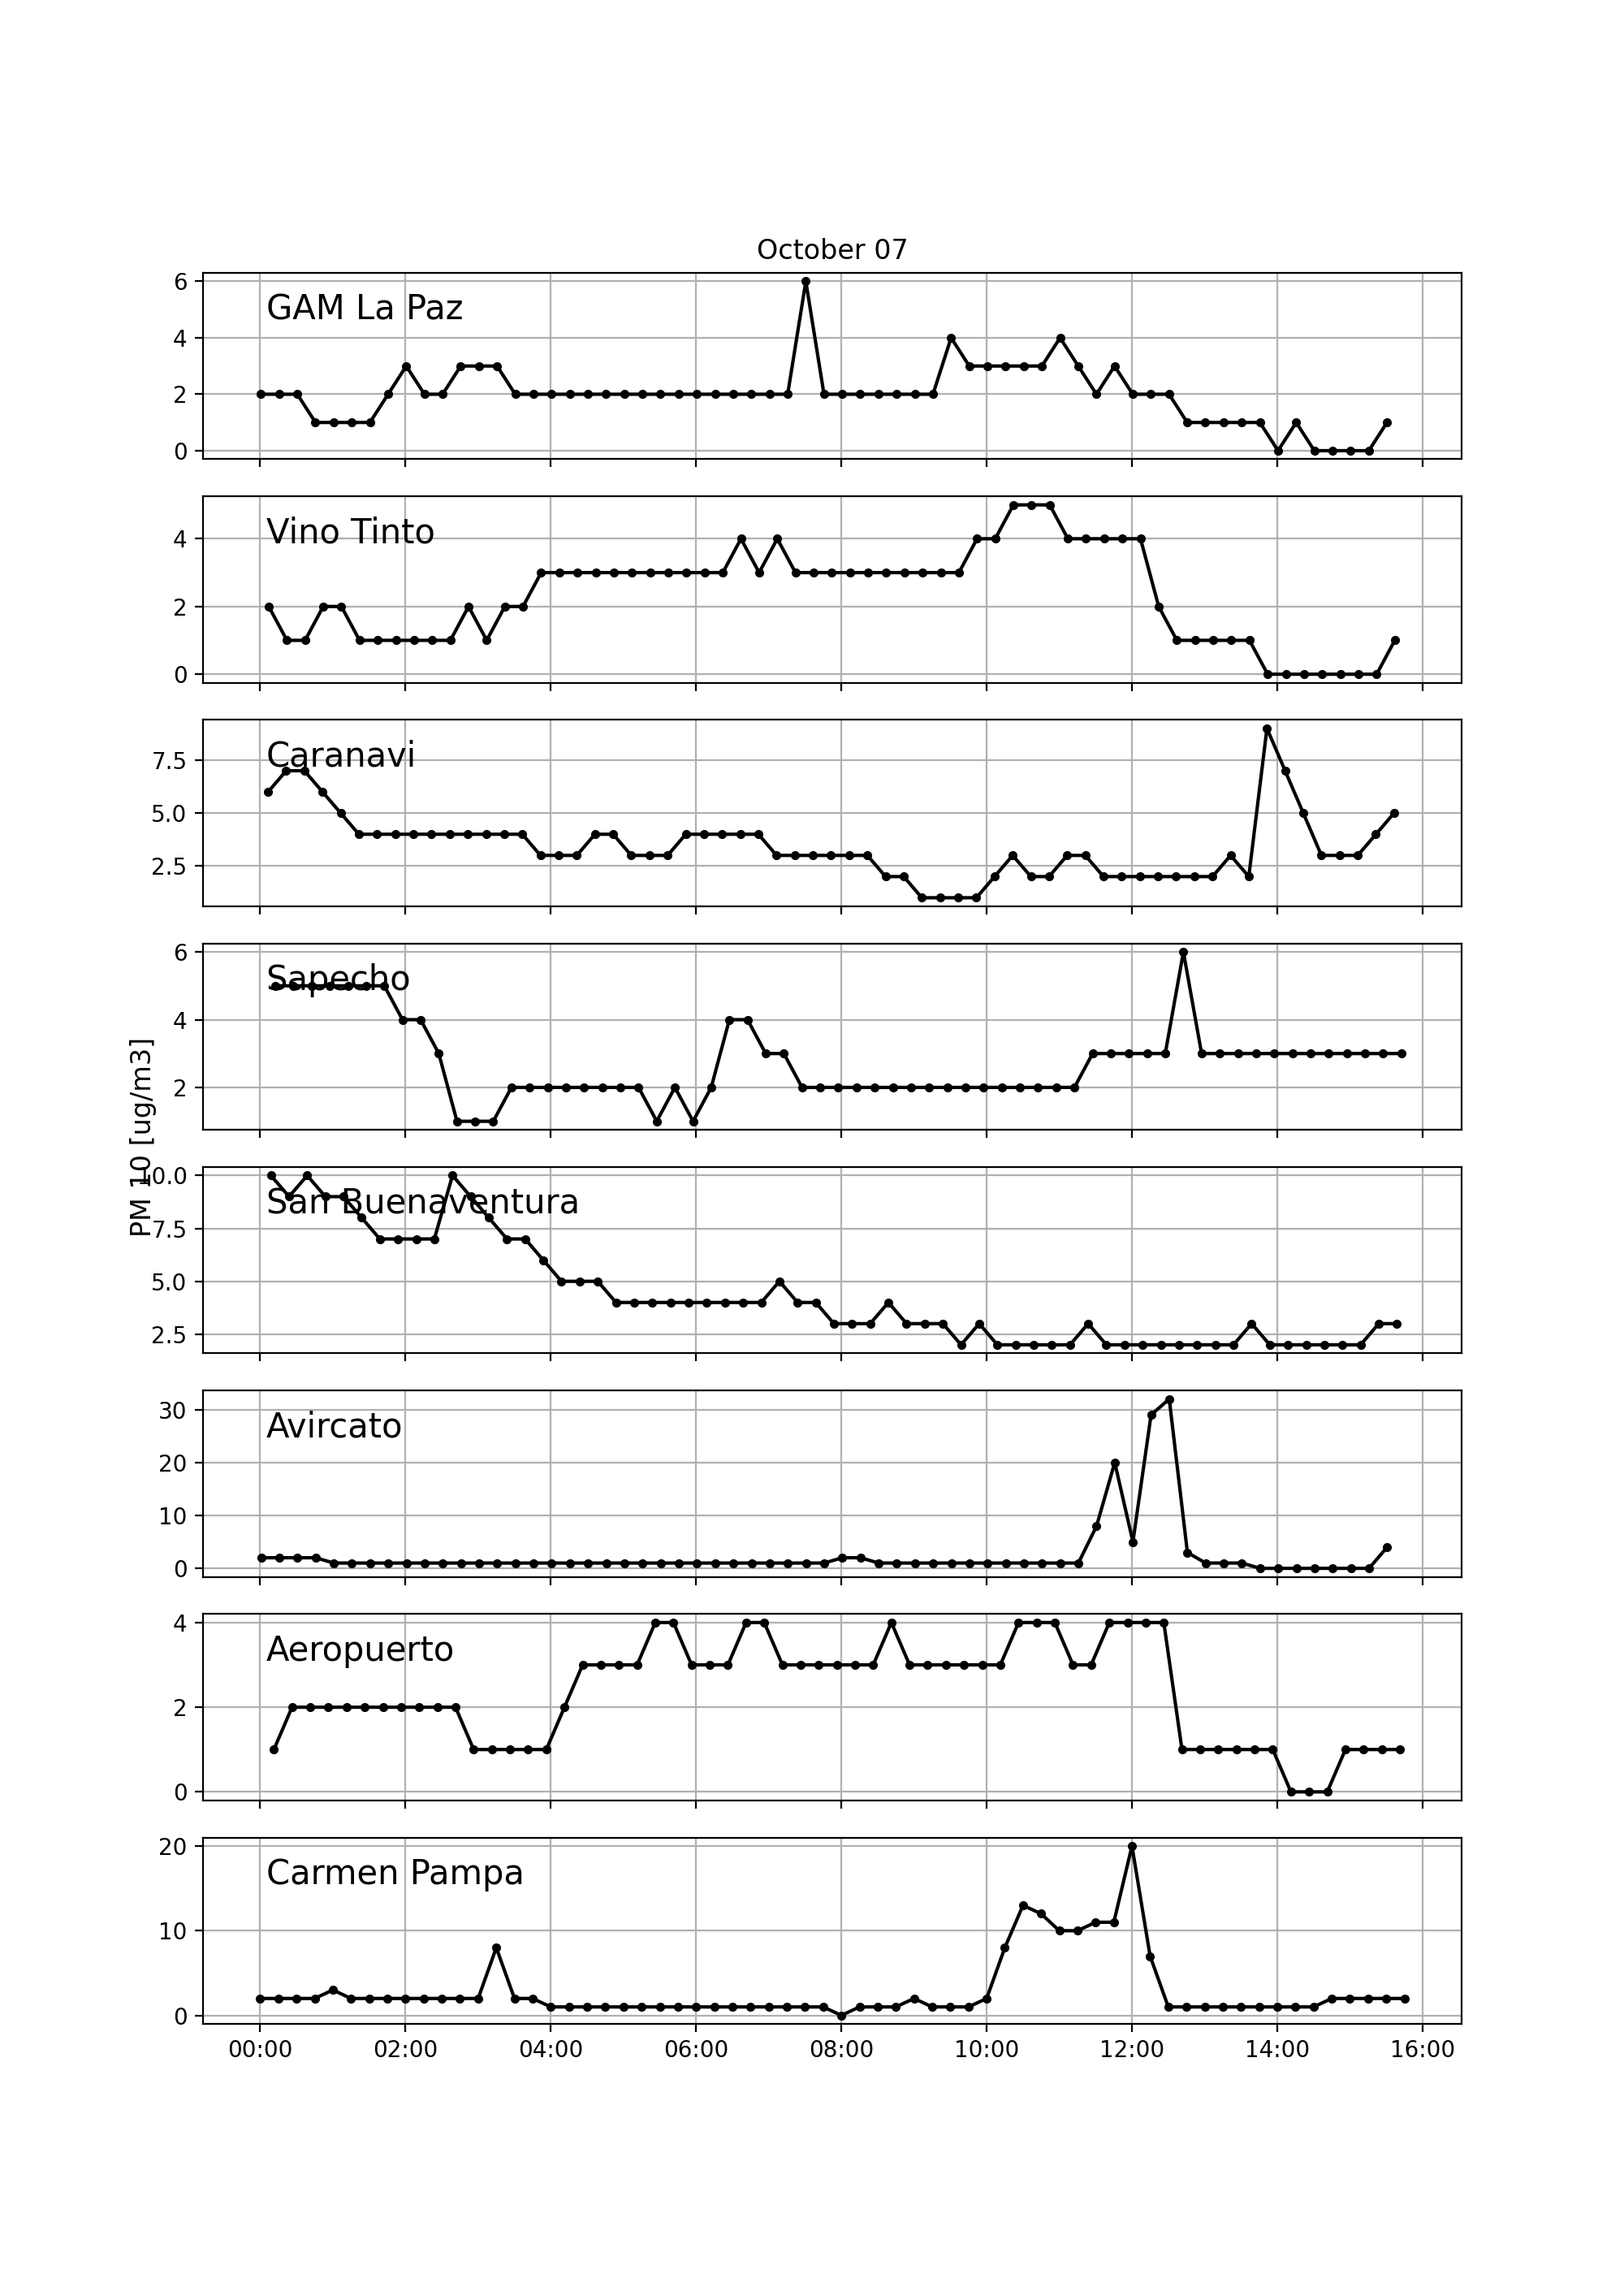 October 07
6
GAM La Paz
4
2
0
Vino Tinto
4
2
0
Caranavi
7.5
5.0
2.5
6
Sapecho
4
2
PM 10 [ug/m3]
10.0
San Buenaventura
7.5
5.0
2.5
30
Avircato
20
10
0
4
Aeropuerto
2
0
20
Carmen Pampa
10
0
00:00 02:00 04:00 06:00 08:00 10:00 12:00 14:00 16:00